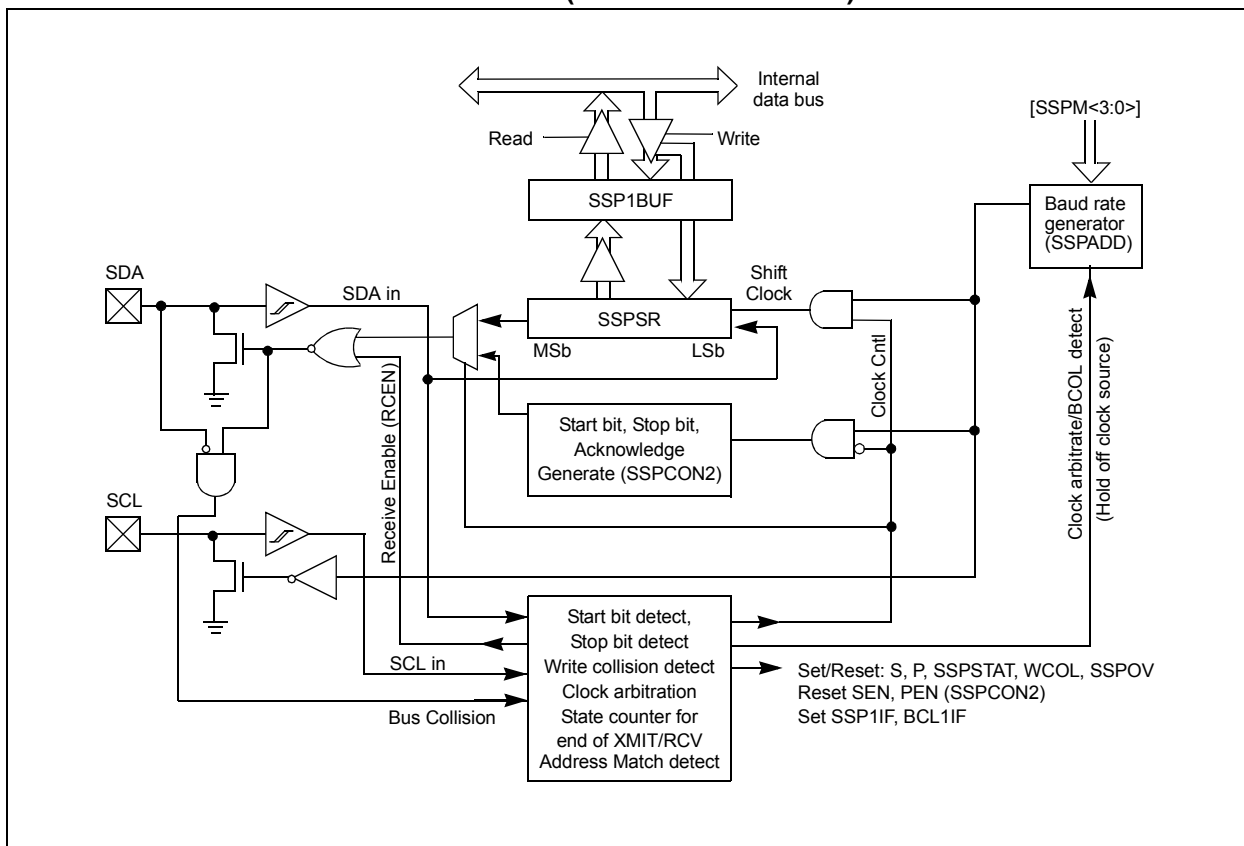 Internal
data bus
[SSPM<3:0>]
Read
Write
SSP1BUF
Baud rate
generator
(SSPADD)
SDA
Shift
Clock
SDA in
SSPSR
MSb
LSb
Receive Enable (RCEN)
Clock Cntl
Clock arbitrate/BCOL detect
(Hold off clock source)
Start bit, Stop bit,
Acknowledge
Generate (SSPCON2)
SCL
Start bit detect,
Stop bit detect
Write collision detect
Clock arbitration
State counter for
end of XMIT/RCV
Address Match detect
SCL in
Bus Collision
Set/Reset: S, P, SSPSTAT, WCOL, SSPOV
Reset SEN, PEN (SSPCON2)
Set SSP1IF, BCL1IF